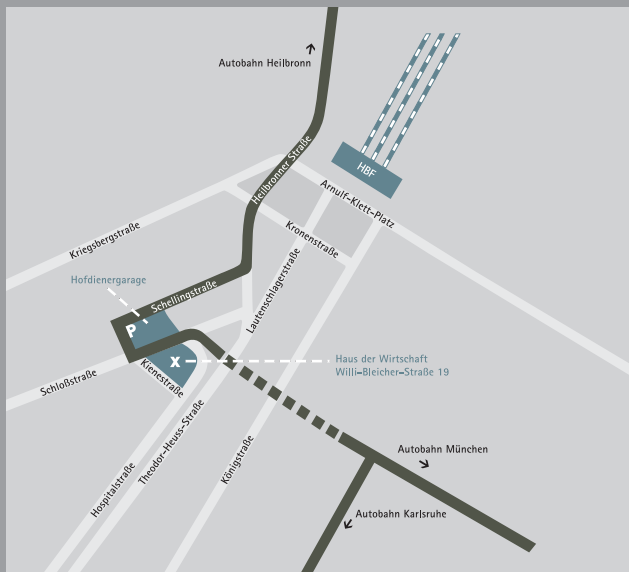 Autobahn Heilbronn
HBF
Heilbronner Straße
Arnulf-Klett-Platz
Kriegsbergstraße
Kronenstraße
Hofdienergarage
Schellingstraße
Lautenschlagerstraße
P
X
Haus der Wirtschaft
Willi-Bleicher-Straße 19
Kienestraße
Schloßstraße
Theodor-Heuss-Straße
Hospitalstraße
Königstraße
Autobahn München
Autobahn Karlsruhe